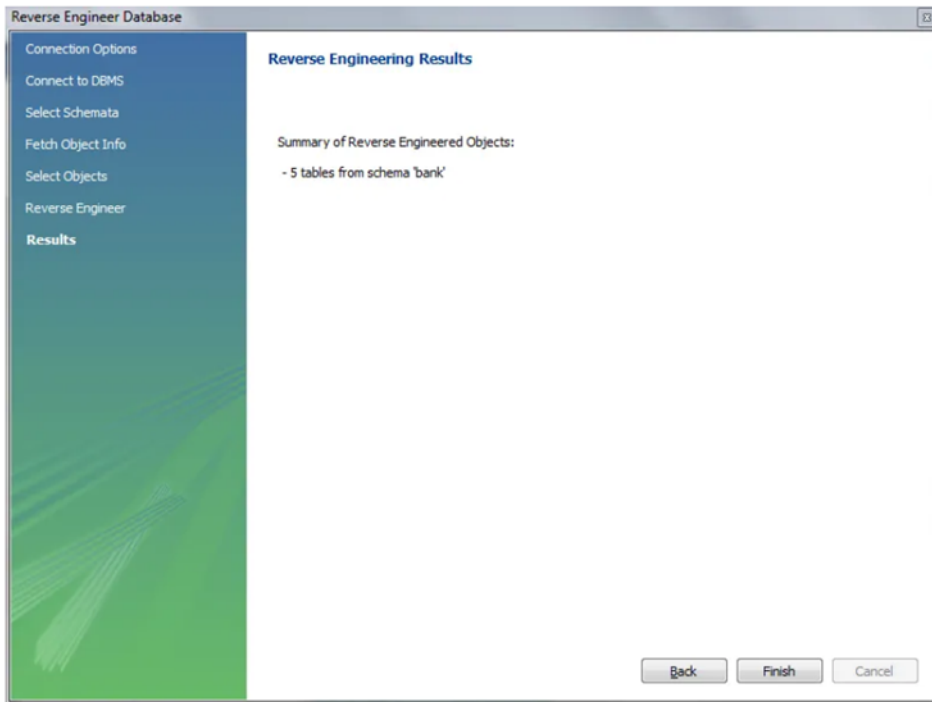 Reverse Engineer Database
Connection Options
Connect to DBMS
Select Schemata
Fetch Object Info
Select Objects
Reverse Engineer
Results
Reverse Engineering Results
Summary of Reverse Engineered Objects:
- 5 tables from schema 'bank'
Back
Finish
Cancel